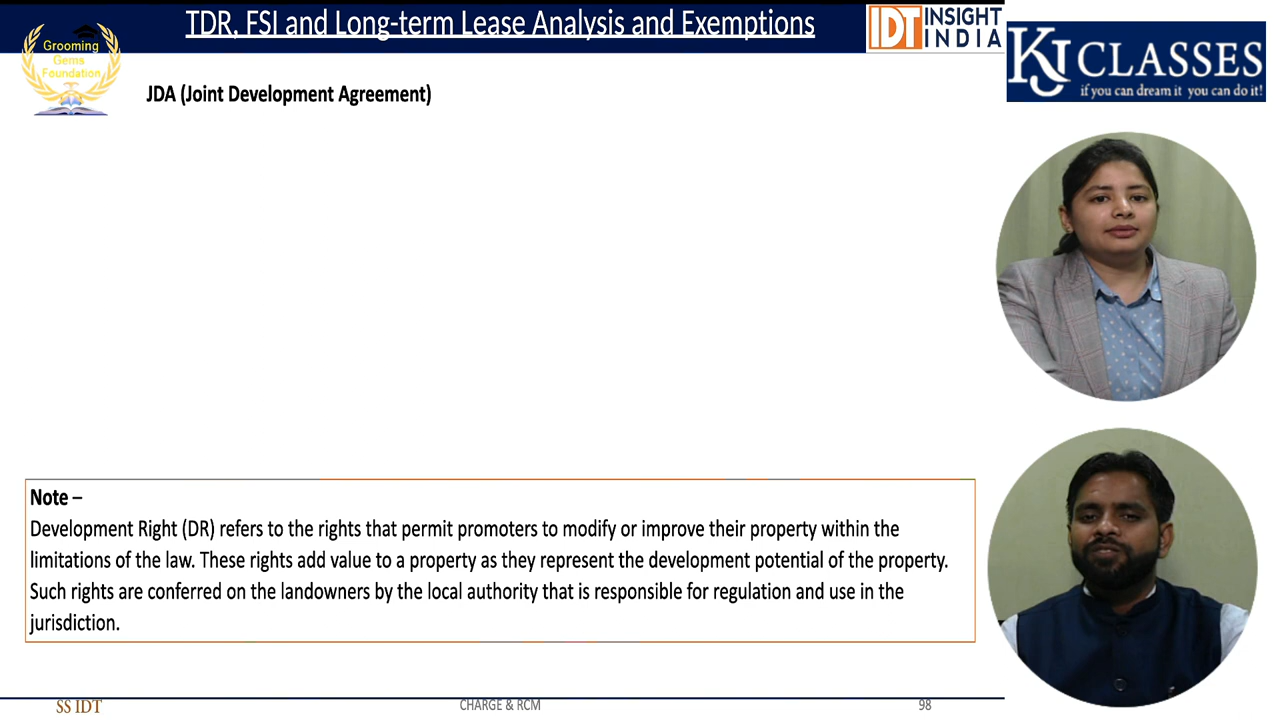 TDR, FSI and Long-term Lease Analysis and Exemptions
Grooming
Gems
Foundation
IDT INSIGHT
INDIA
KJ CLASSES
if you can dream it you can do it!
JDA (Joint Development Agreement)
Note –
Development Right (DR) refers to the rights that permit promoters to modify or improve their property within the
limitations of the law. These rights add value to a property as they represent the development potential of the property.
Such rights are conferred on the landowners by the local authority that is responsible for regulation and use in the
jurisdiction.
SS IDT
CHARGE & RCM
98